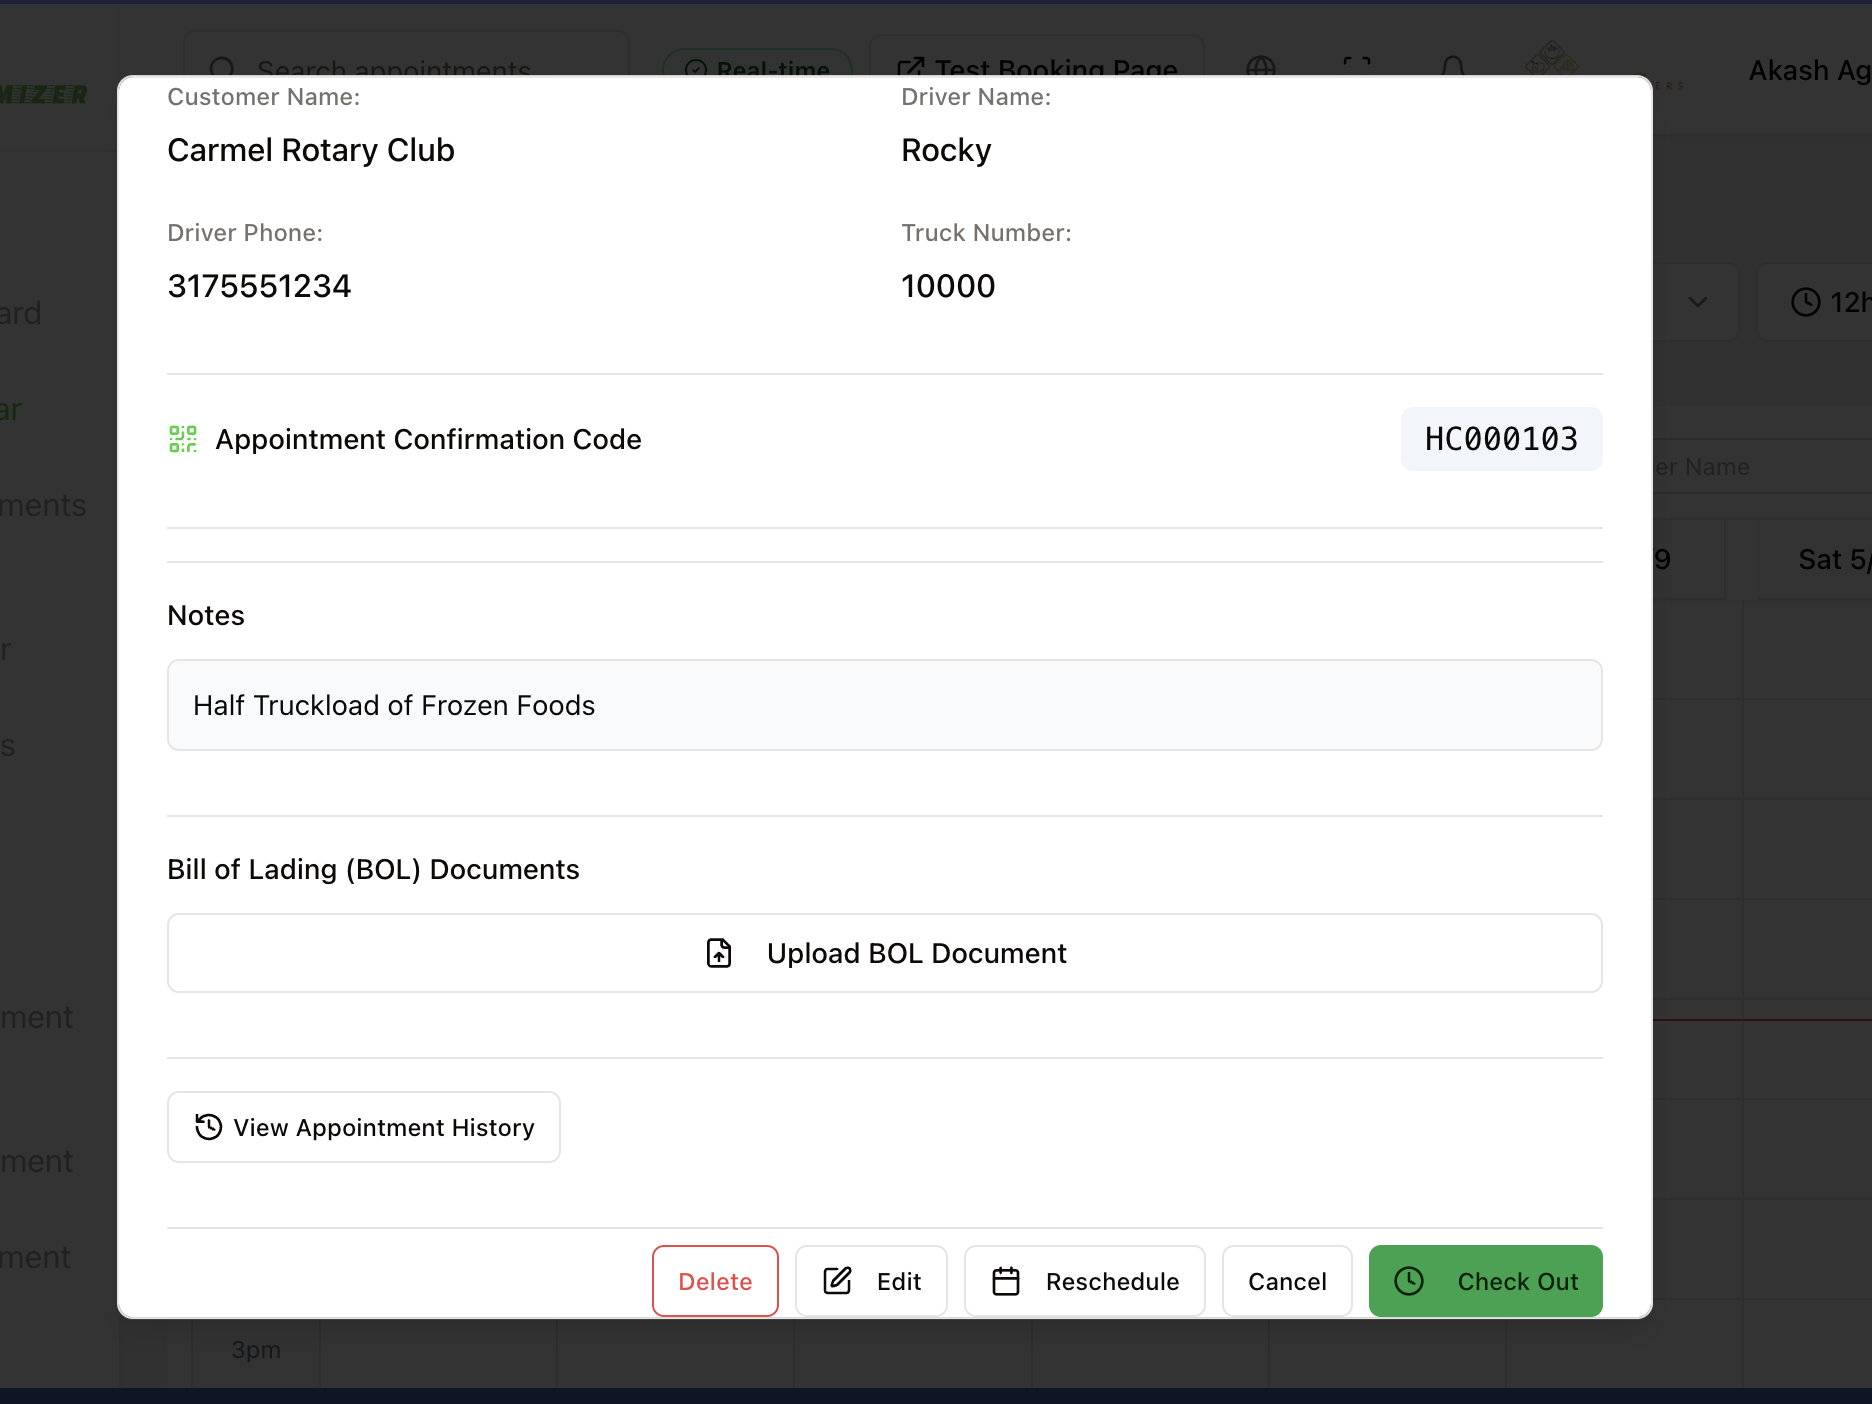 Search appointments
Real-time
Test Booking Page
Akash Ag
MIZER
ERS
Customer Name:
Driver Name:
Carmel Rotary Club
Rocky
Driver Phone:
Truck Number:
3175551234
10000
ard
12h
ar
Appointment Confirmation Code
HC000103
er Name
ments
9
Sat 5/
Notes
r
Half Truckload of Frozen Foods
s
Bill of Lading (BOL) Documents
Upload BOL Document
ment
View Appointment History
ment
ment
Delete
Edit
Reschedule
Cancel
Check Out
3pm